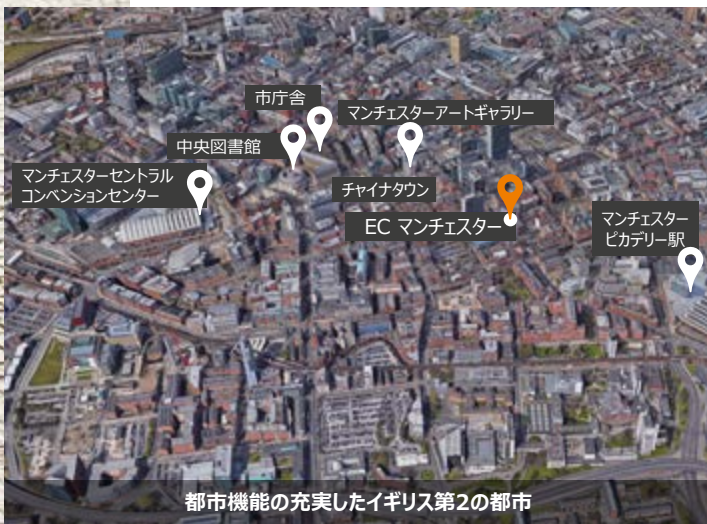 市庁舎
マンチェスターアートギャラリー
中央図書館
マンチェスターセントラル
コンベンションセンター
チャイナタウン
EC マンチェスター
マンチェスター
ピカデリー駅
都市機能の充実したイギリス第2の都市